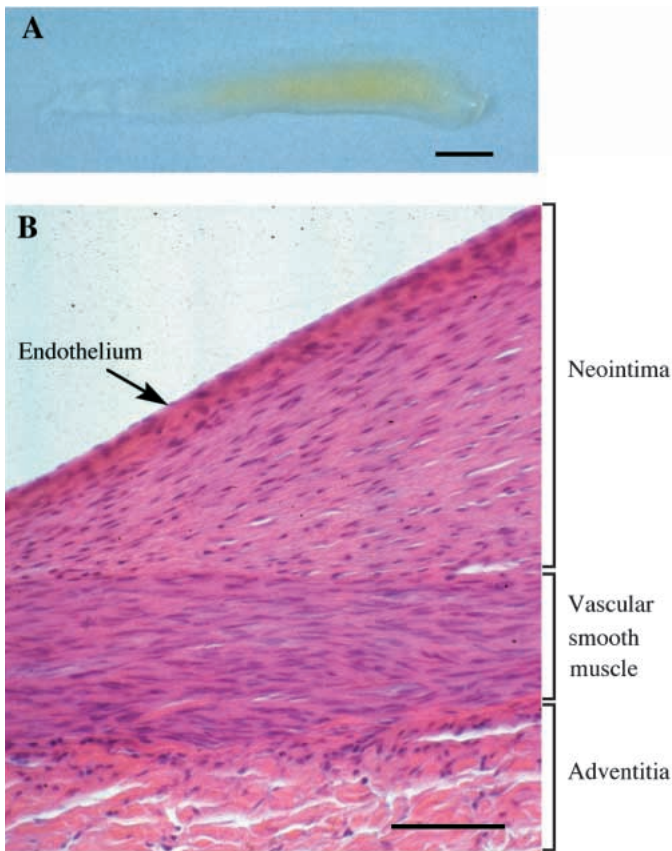 A
B
Endothelium
Neointima
Vascular
smooth
muscle
Adventitia